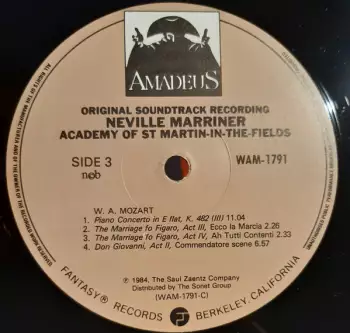 AMADEUS
ORIGINAL SOUNDTRACK RECORDING
NEVILLE MARRINER
ACADEMY OF ST MARTIN-IN-THE-FIELDS
SIDE 3
WAM-1791
ncb
W. A. MOZART
1. Piano Concerto in E flat, K. 482 (III) 11.04
2. The Marriage fo Figaro, Act III, Ecco la Marcia 2.26
3. The Marriage fo Figaro, Act IV, Ah Tutti Contenti 2.33
4. Don Giovanni, Act II, Commendatore scene 6.57
℗ 1984, The Saul Zaentz Company
Distributed by The Sonet Group
(WAM-1791-C)
FANTASY® RECORDS BERKELEY, CALIFORNIA